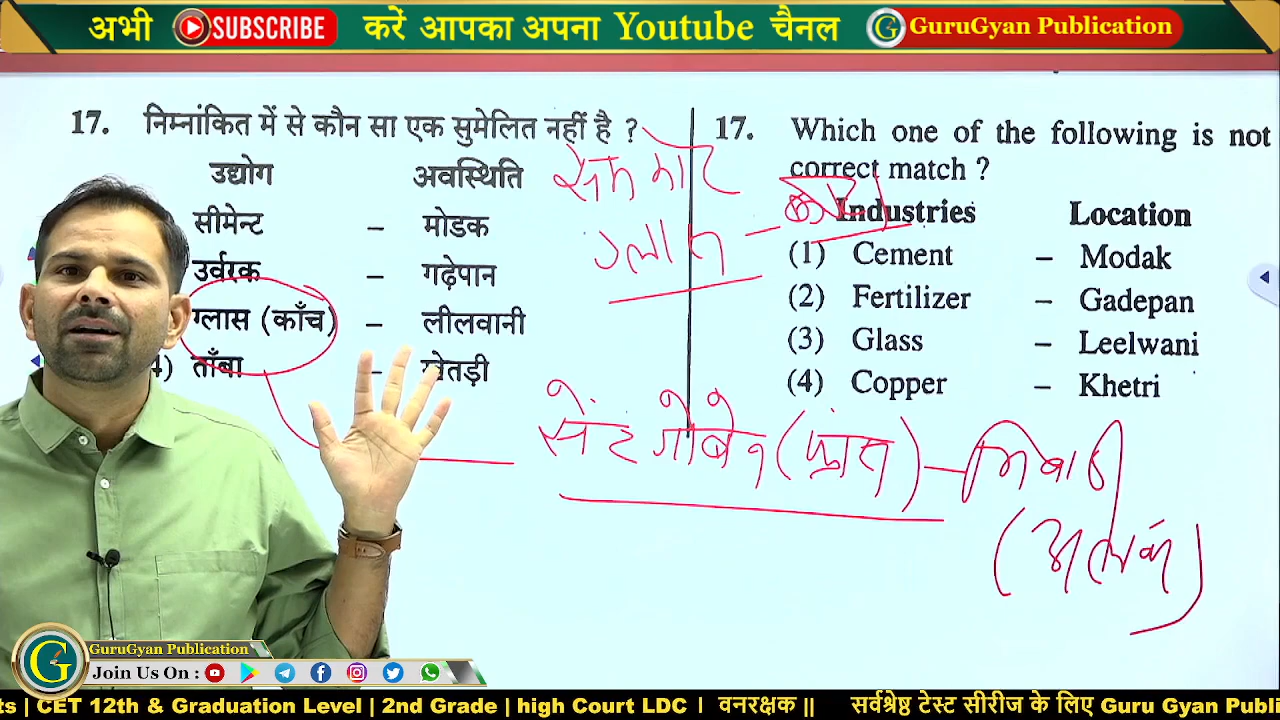 अभी SUBSCRIBE करें आपका अपना Youtube चैनल G GuruGyan Publication
17. निम्नांकित में से कौन सा एक सुमेलित नहीं है ?
उद्योग अवस्थिति
सीमेन्ट – मोडक
उर्वरक – गढ़ेपान
ग्लास (काँच) – लीलवानी
4) ताँबा – खेतड़ी
17. Which one of the following is not
correct match ?
Industries Location
(1) Cement – Modak
(2) Fertilizer – Gadepan
(3) Glass – Leelwani
(4) Copper – Khetri
ग्लास –
सेंट गोबेन (फ्रांस) – भिवाड़ी
G GuruGyan Publication
Join Us On :
ts | CET 12th & Graduation Level | 2nd Grade | high Court LDC | वनरक्षक || सर्वश्रेष्ठ टेस्ट सीरीज के लिए Guru Gyan Publi